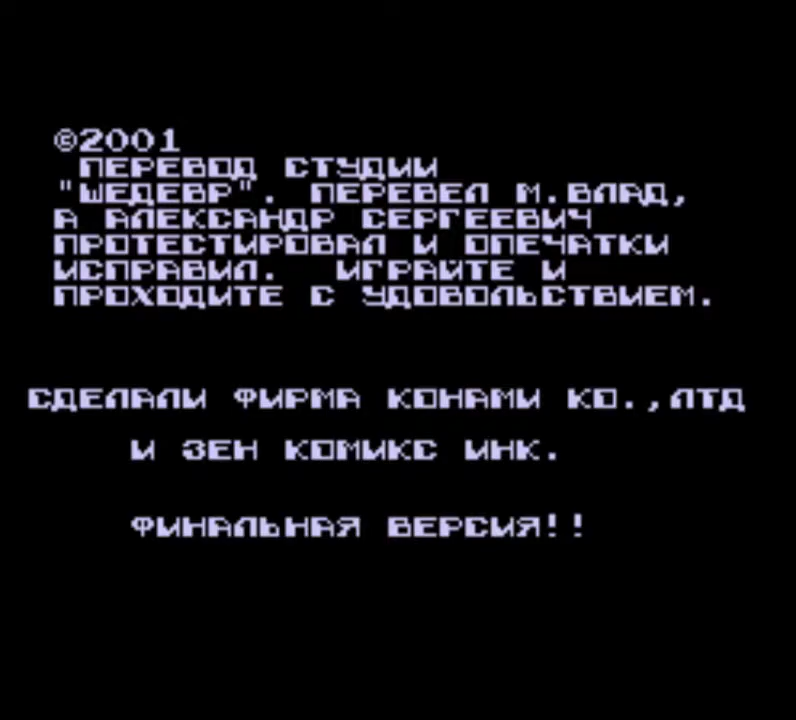 ©2001
ПЕРЕВОД СТУДИИ
"ШЕДЕВР". ПЕРЕВЕЛ М.ВЛАД,
А АЛЕКСАНДР СЕРГЕЕВИЧ
ПРОТЕСТИРОВАЛ И ОПЕЧАТКИ
ИСПРАВИЛ. ИГРАЙТЕ И
ПРОХОДИТЕ С УДОВОЛЬСТВИЕМ.
СДЕЛАЛИ ФИРМА КОНАМИ КО.,ЛТД
И ЗЕН КОМИКС ИНК.
ФИНАЛЬНАЯ ВЕРСИЯ!!